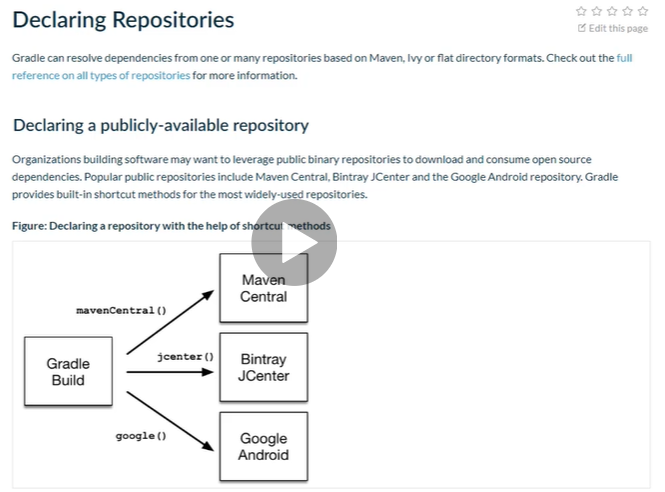 Declaring Repositories
Edit this page
Gradle can resolve dependencies from one or many repositories based on Maven, Ivy or flat directory formats. Check out the full
reference on all types of repositories for more information.
Declaring a publicly-available repository
Organizations building software may want to leverage public binary repositories to download and consume open source
dependencies. Popular public repositories include Maven Central, Bintray JCenter and the Google Android repository. Gradle
provides built-in shortcut methods for the most widely-used repositories.
Figure: Declaring a repository with the help of shortcut methods
Maven
Central
mavenCentral()
jcenter()
Gradle
Build
Bintray
JCenter
google()
Google
Android